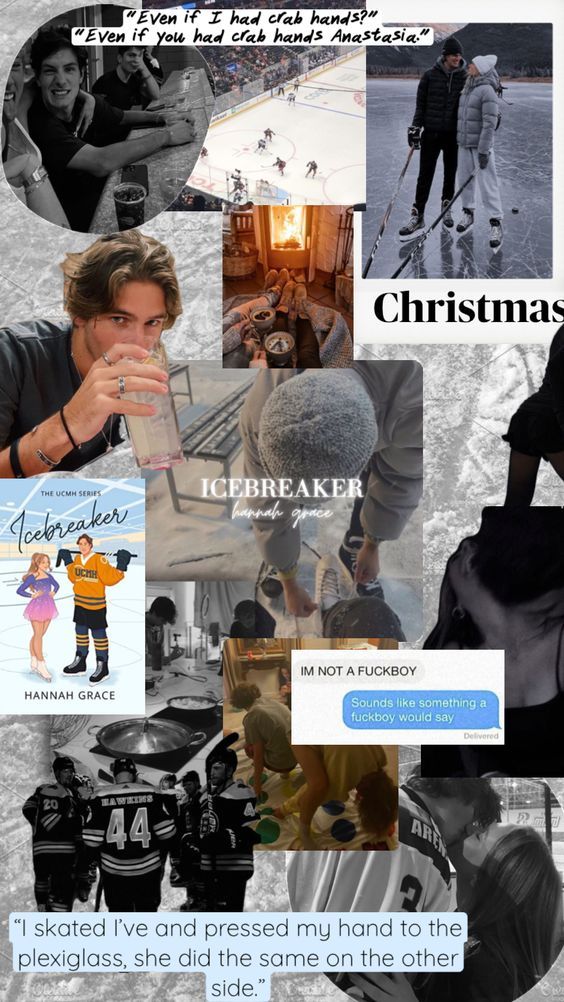 "Even if I had crab hands?"
"Even if you had crab hands Anastasia."
Christmas
ICEBREAKER
hannah grace
THE UCMH SERIES
Icebreaker
UCMH
HANNAH GRACE
IM NOT A FUCKBOY
Sounds like something a
fuckboy would say
Delivered
20
HAWKINS
44
4
AREN
3
“I skated I’ve and pressed my hand to the
plexiglass, she did the same on the other
side.”